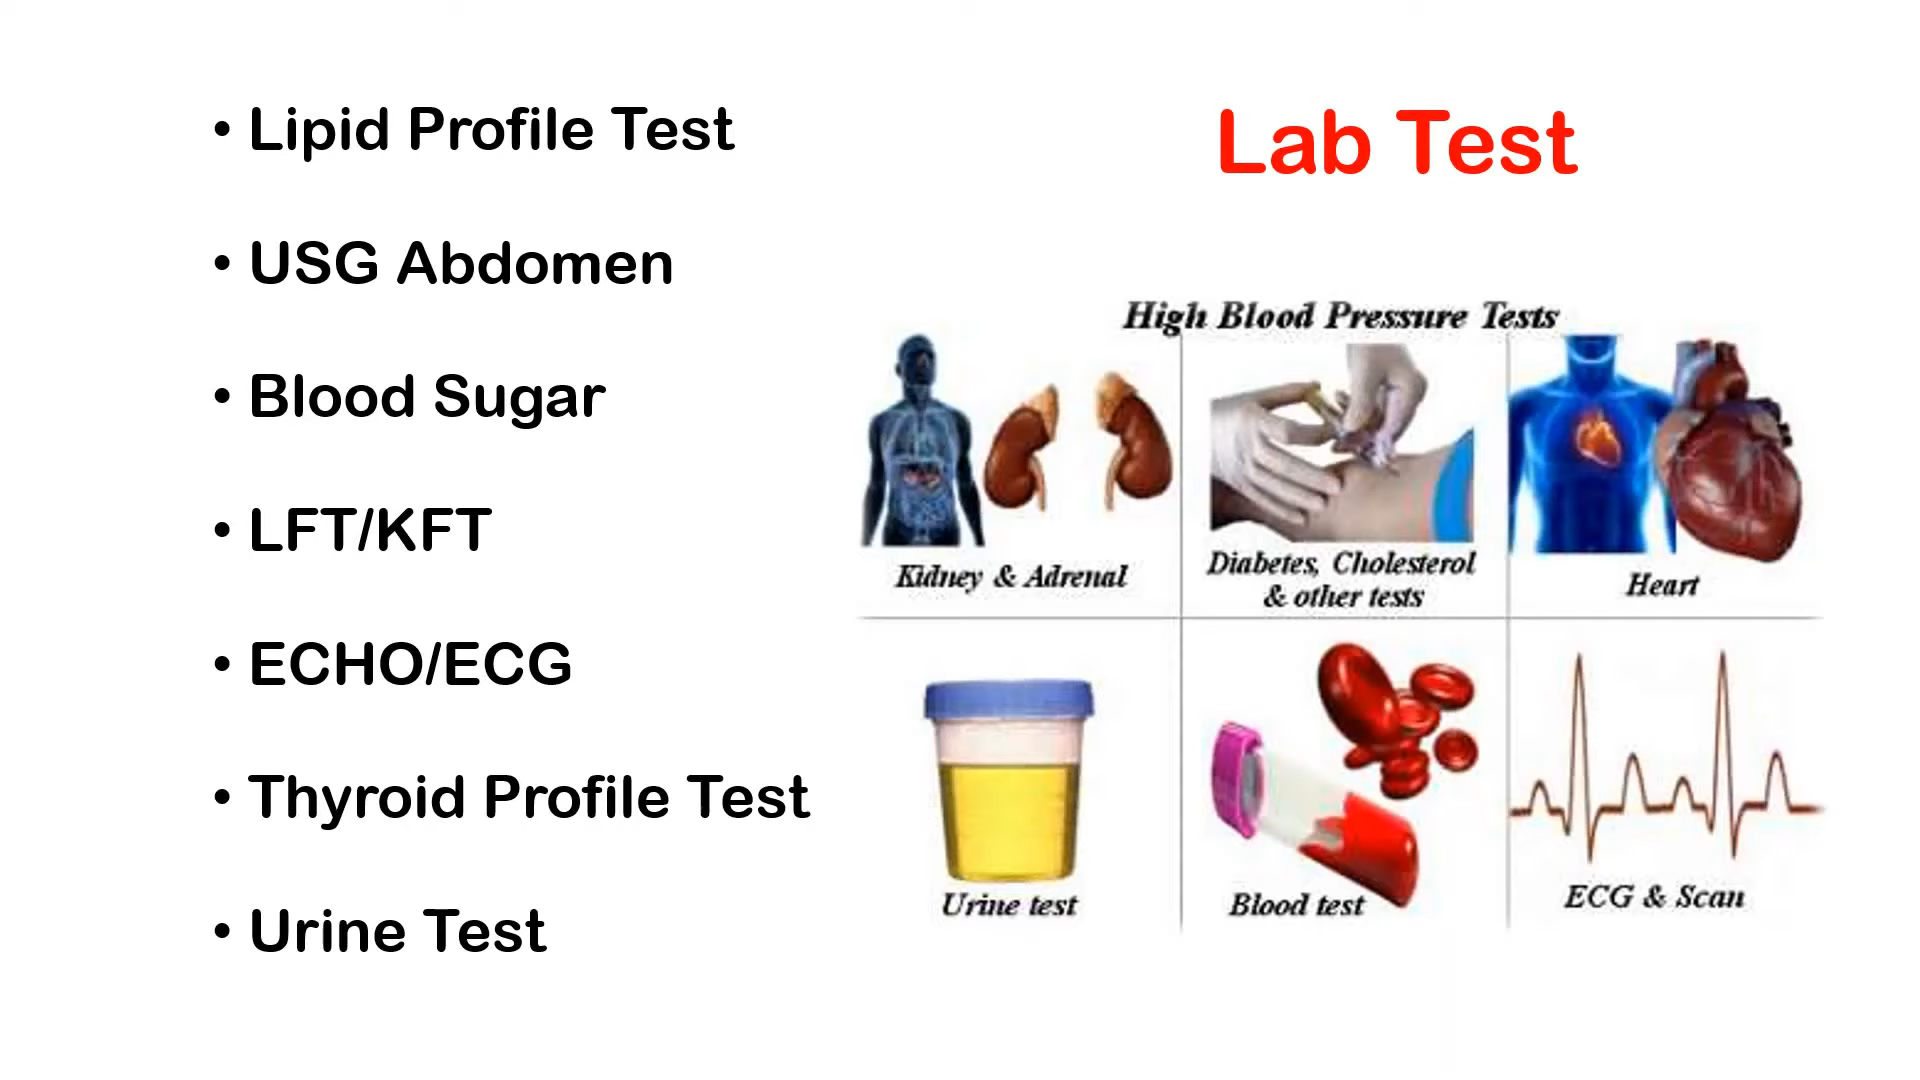 • Lipid Profile Test
• USG Abdomen
• Blood Sugar
• LFT/KFT
• ECHO/ECG
• Thyroid Profile Test
• Urine Test
Lab Test
High Blood Pressure Tests
Kidney & Adrenal
Diabetes, Cholesterol
& other tests
Heart
Urine test
Blood test
ECG & Scan